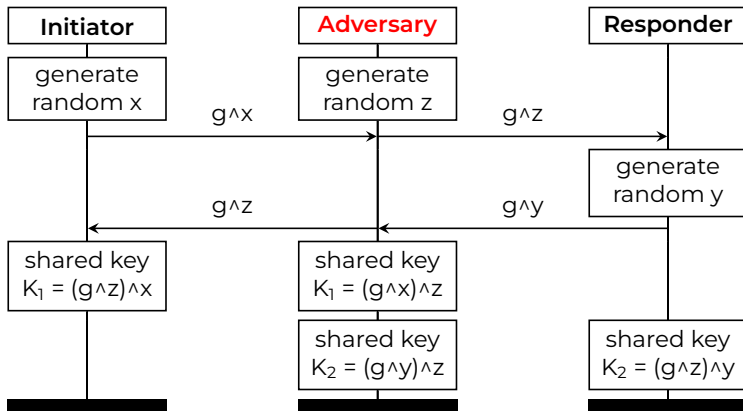 Initiator
Adversary
Responder
generate
random x
generate
random z
g^x
g^z
generate
random y
g^z
g^y
shared key
K₁ = (g^z)^x
shared key
K₁ = (g^x)^z
shared key
K₂ = (g^y)^z
shared key
K₂ = (g^z)^y